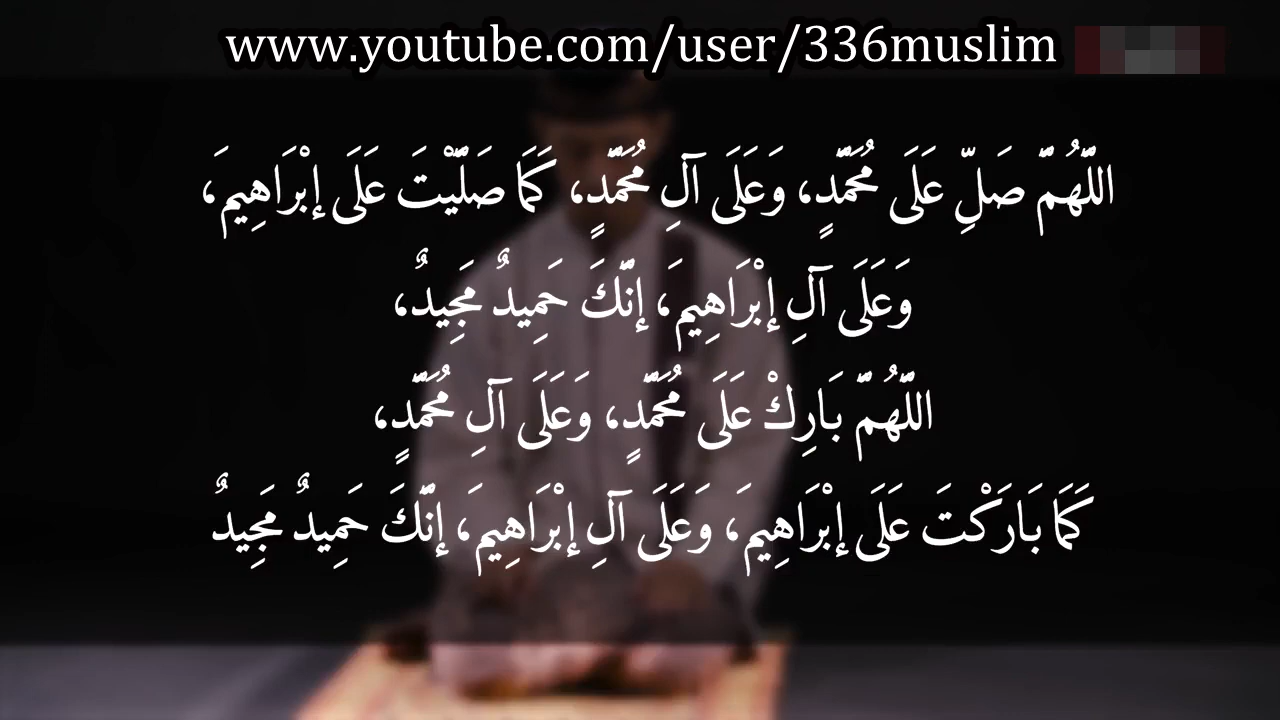 www.youtube.com/user/336muslim
اللَّهُمَّ صَلِّ عَلَى مُحَمَّدٍ، وَعَلَى آلِ مُحَمَّدٍ، كَمَا صَلَّيْتَ عَلَى إِبْرَاهِيمَ،
وَعَلَى آلِ إِبْرَاهِيمَ، إِنَّكَ حَمِيدٌ مَجِيدٌ،
اللَّهُمَّ بَارِكْ عَلَى مُحَمَّدٍ، وَعَلَى آلِ مُحَمَّدٍ،
كَمَا بَارَكْتَ عَلَى إِبْرَاهِيمَ، وَعَلَى آلِ إِبْرَاهِيمَ، إِنَّكَ حَمِيدٌ مَجِيدٌ